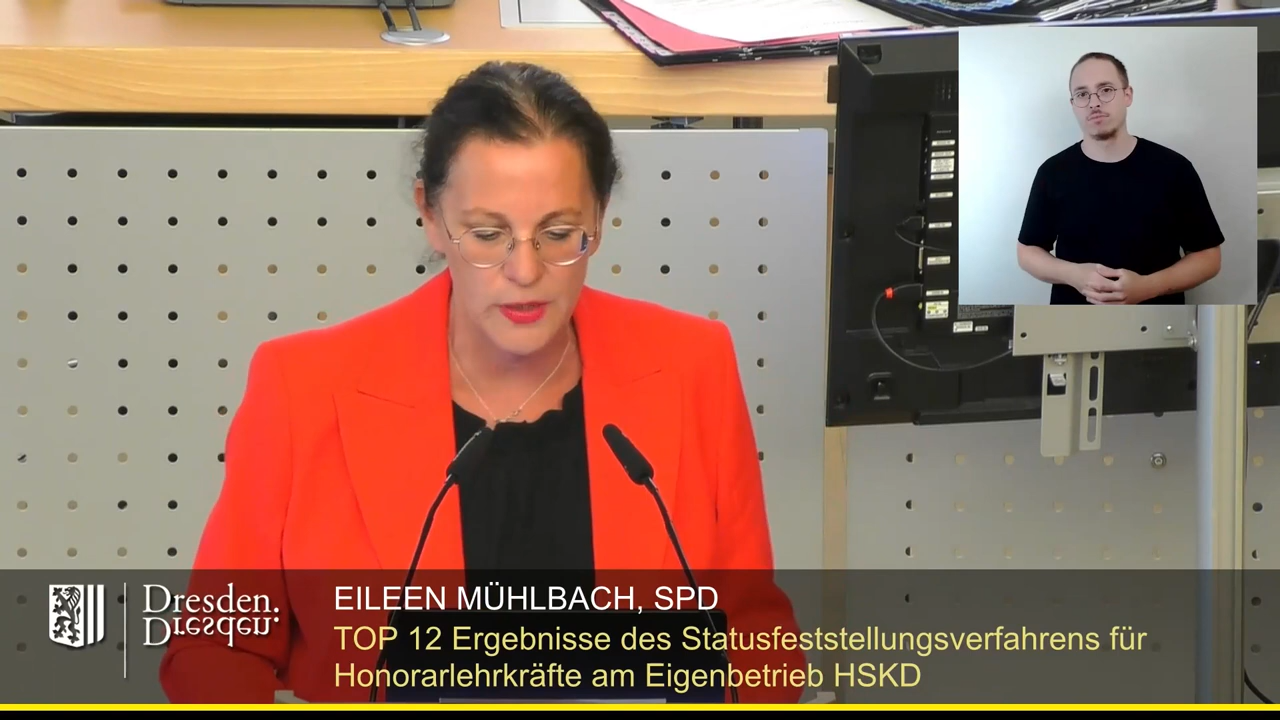 Dresden.
Dresden.
EILEEN MÜHLBACH, SPD
TOP 12 Ergebnisse des Statusfeststellungsverfahrens für
Honorarlehrkräfte am Eigenbetrieb HSKD